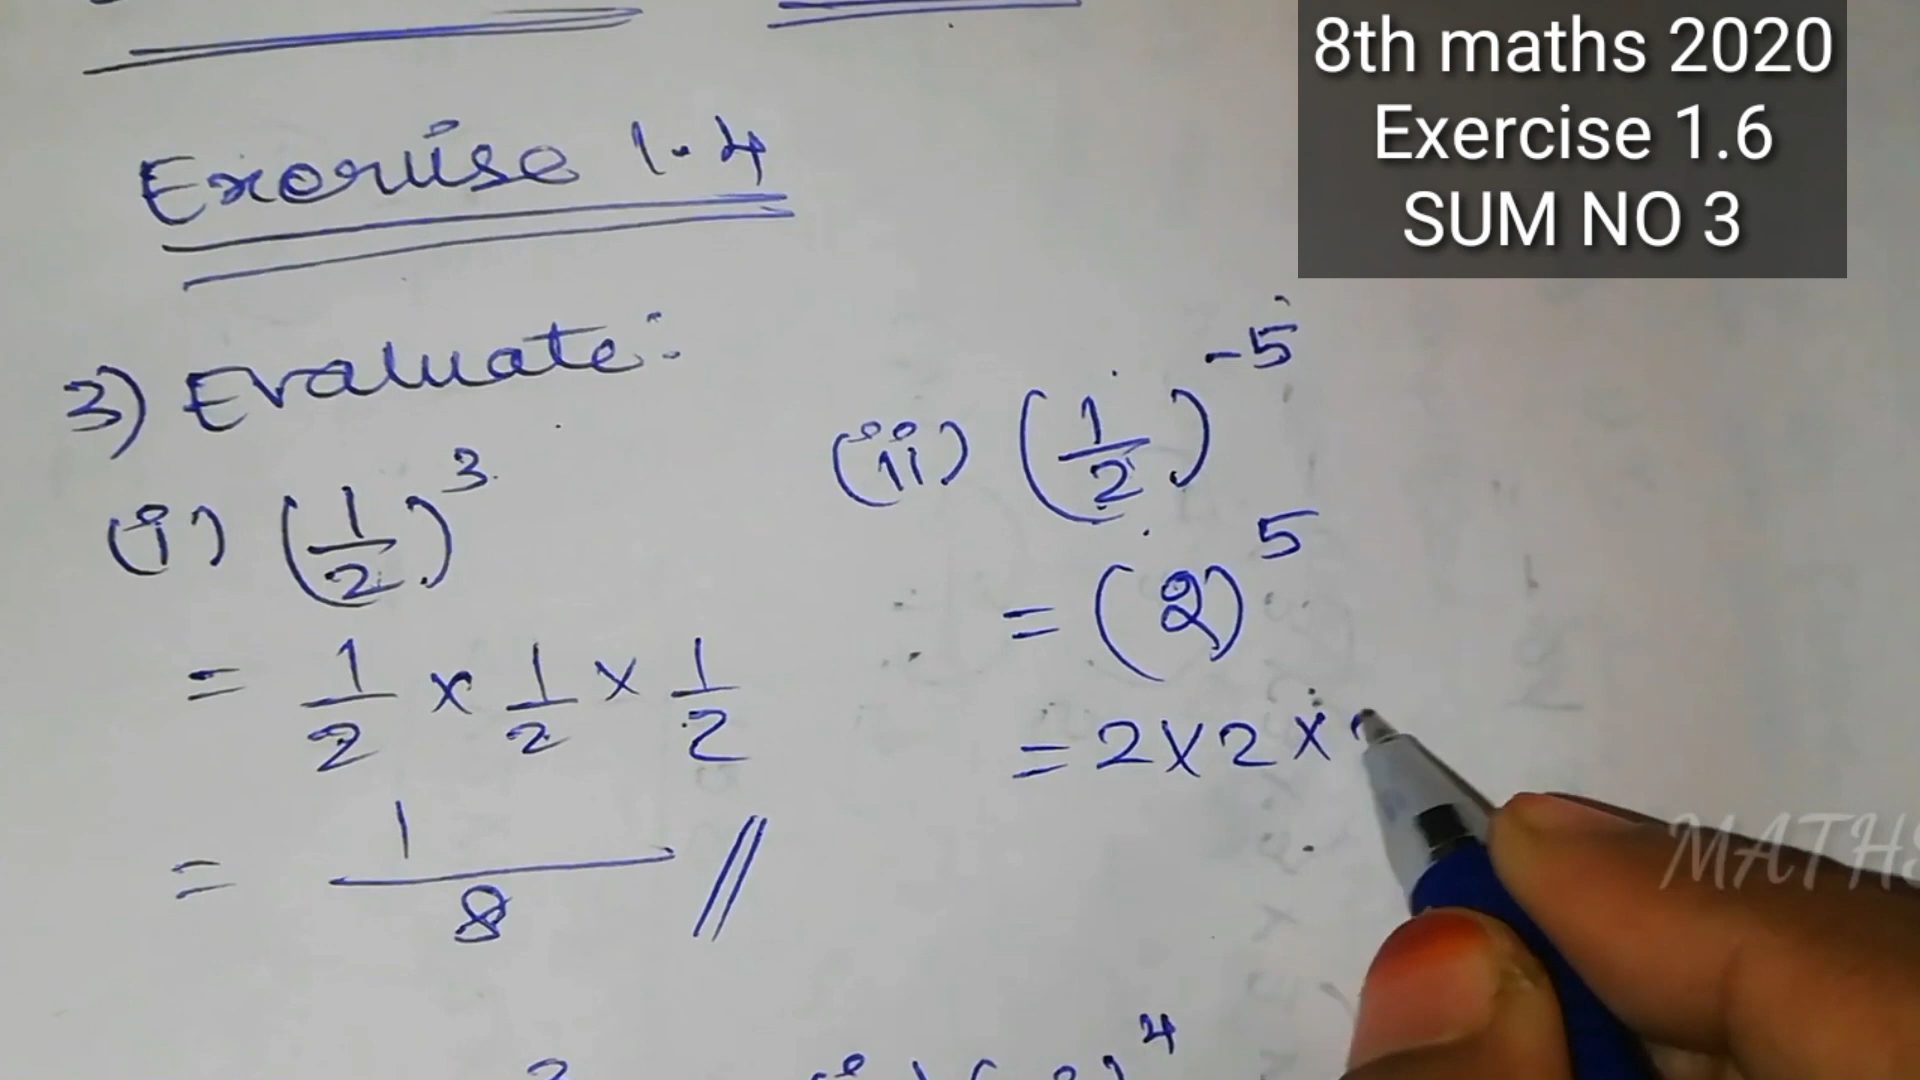 8th maths 2020
Exercise 1.6
SUM NO 3
Exercise 1.4
3) Evaluate:
(i) (1/2)^3
= 1/2 × 1/2 × 1/2
= 1/8 //
(ii) (1/2)^-5
= (2)^5
= 2 × 2 ×
MATHS